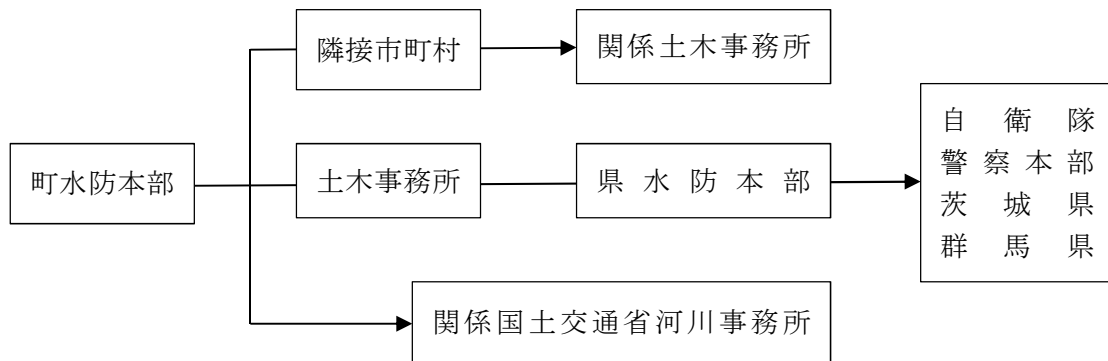 隣接市町村
関係土木事務所
町水防本部
土木事務所
県水防本部
自衛隊
警察本部
茨城県
群馬県
関係国土交通省河川事務所